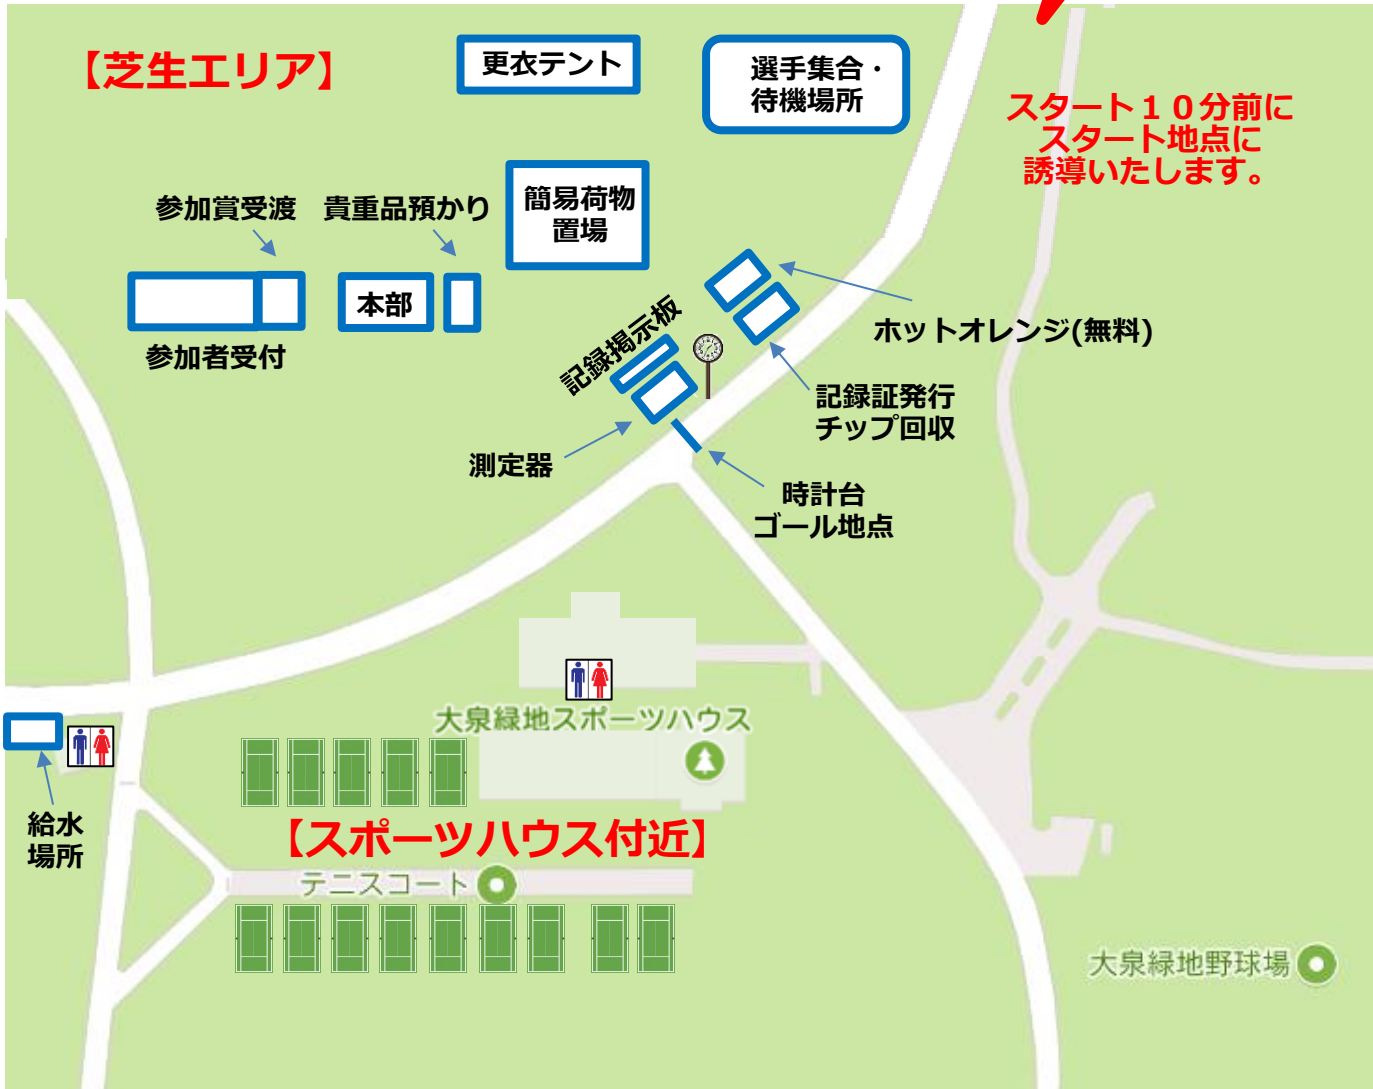 【芝生エリア】
更衣テント
選手集合・
待機場所
スタート１０分前に
スタート地点に
誘導いたします。
参加賞受渡
貴重品預かり
簡易荷物
置場
本部
参加者受付
記録掲示板
ホットオレンジ(無料)
記録証発行
チップ回収
測定器
時計台
ゴール地点
大泉緑地スポーツハウス
給水
場所
【スポーツハウス付近】
テニスコート
大泉緑地野球場